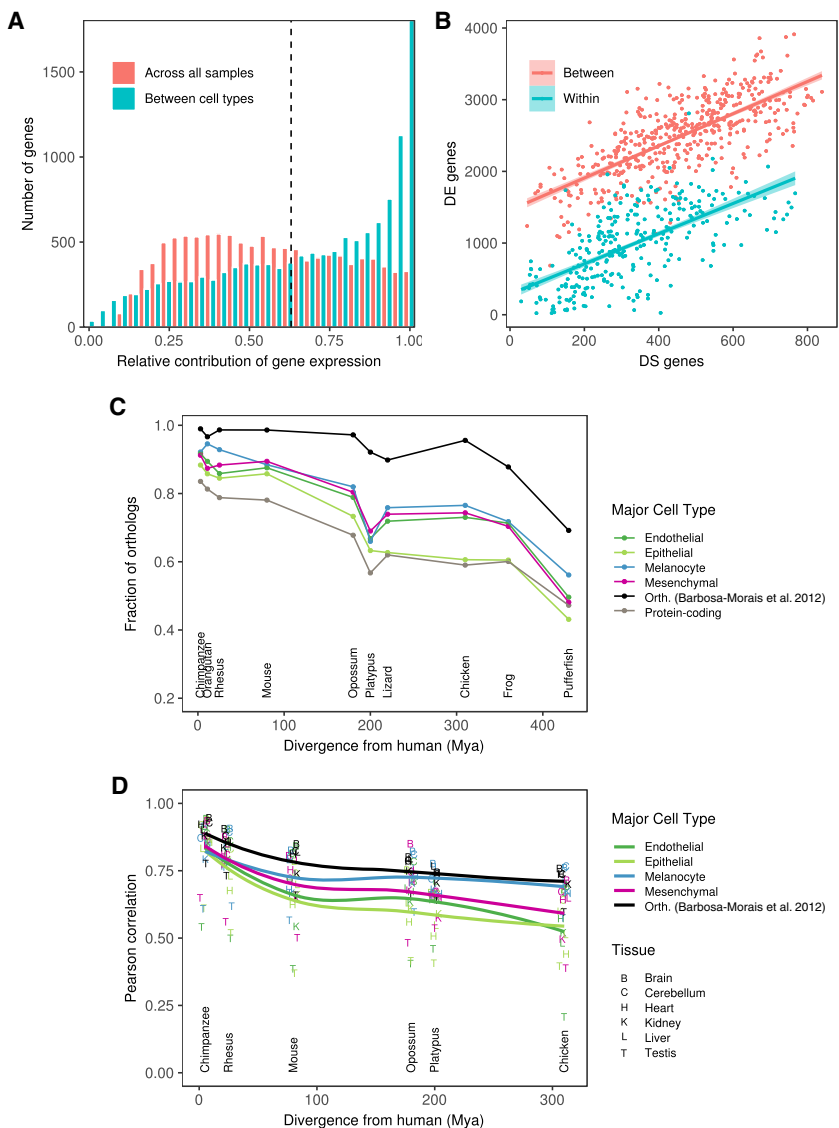 A
B
Number of genes
1500
1000
500
0
Across all samples
Between cell types
0.00
0.25
0.50
0.75
1.00
Relative contribution of gene expression
DE genes
4000
3000
2000
1000
0
Between
Within
0
200
400
600
800
DS genes
C
Fraction of orthologs
1.0
0.8
0.6
0.4
0.2
Chimpanzee
Orangutan
Rhesus
Mouse
Opossum
Platypus
Lizard
Chicken
Frog
Pufferfish
0
100
200
300
400
Divergence from human (Mya)
Major Cell Type
Endothelial
Epithelial
Melanocyte
Mesenchymal
Orth. (Barbosa-Morais et al. 2012)
Protein-coding
D
Pearson correlation
1.00
0.75
0.50
0.25
0.00
Chimpanzee
Rhesus
Mouse
Opossum
Platypus
Chicken
0
100
200
300
Divergence from human (Mya)
Major Cell Type
Endothelial
Epithelial
Melanocyte
Mesenchymal
Orth. (Barbosa-Morais et al. 2012)
Tissue
B Brain
C Cerebellum
H Heart
K Kidney
L Liver
T Testis